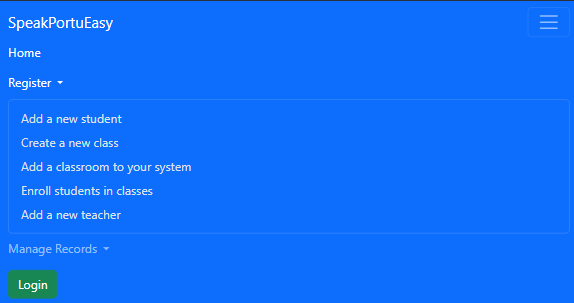 SpeakPortuEasy
Home
Register
Add a new student
Create a new class
Add a classroom to your system
Enroll students in classes
Add a new teacher
Manage Records
Login